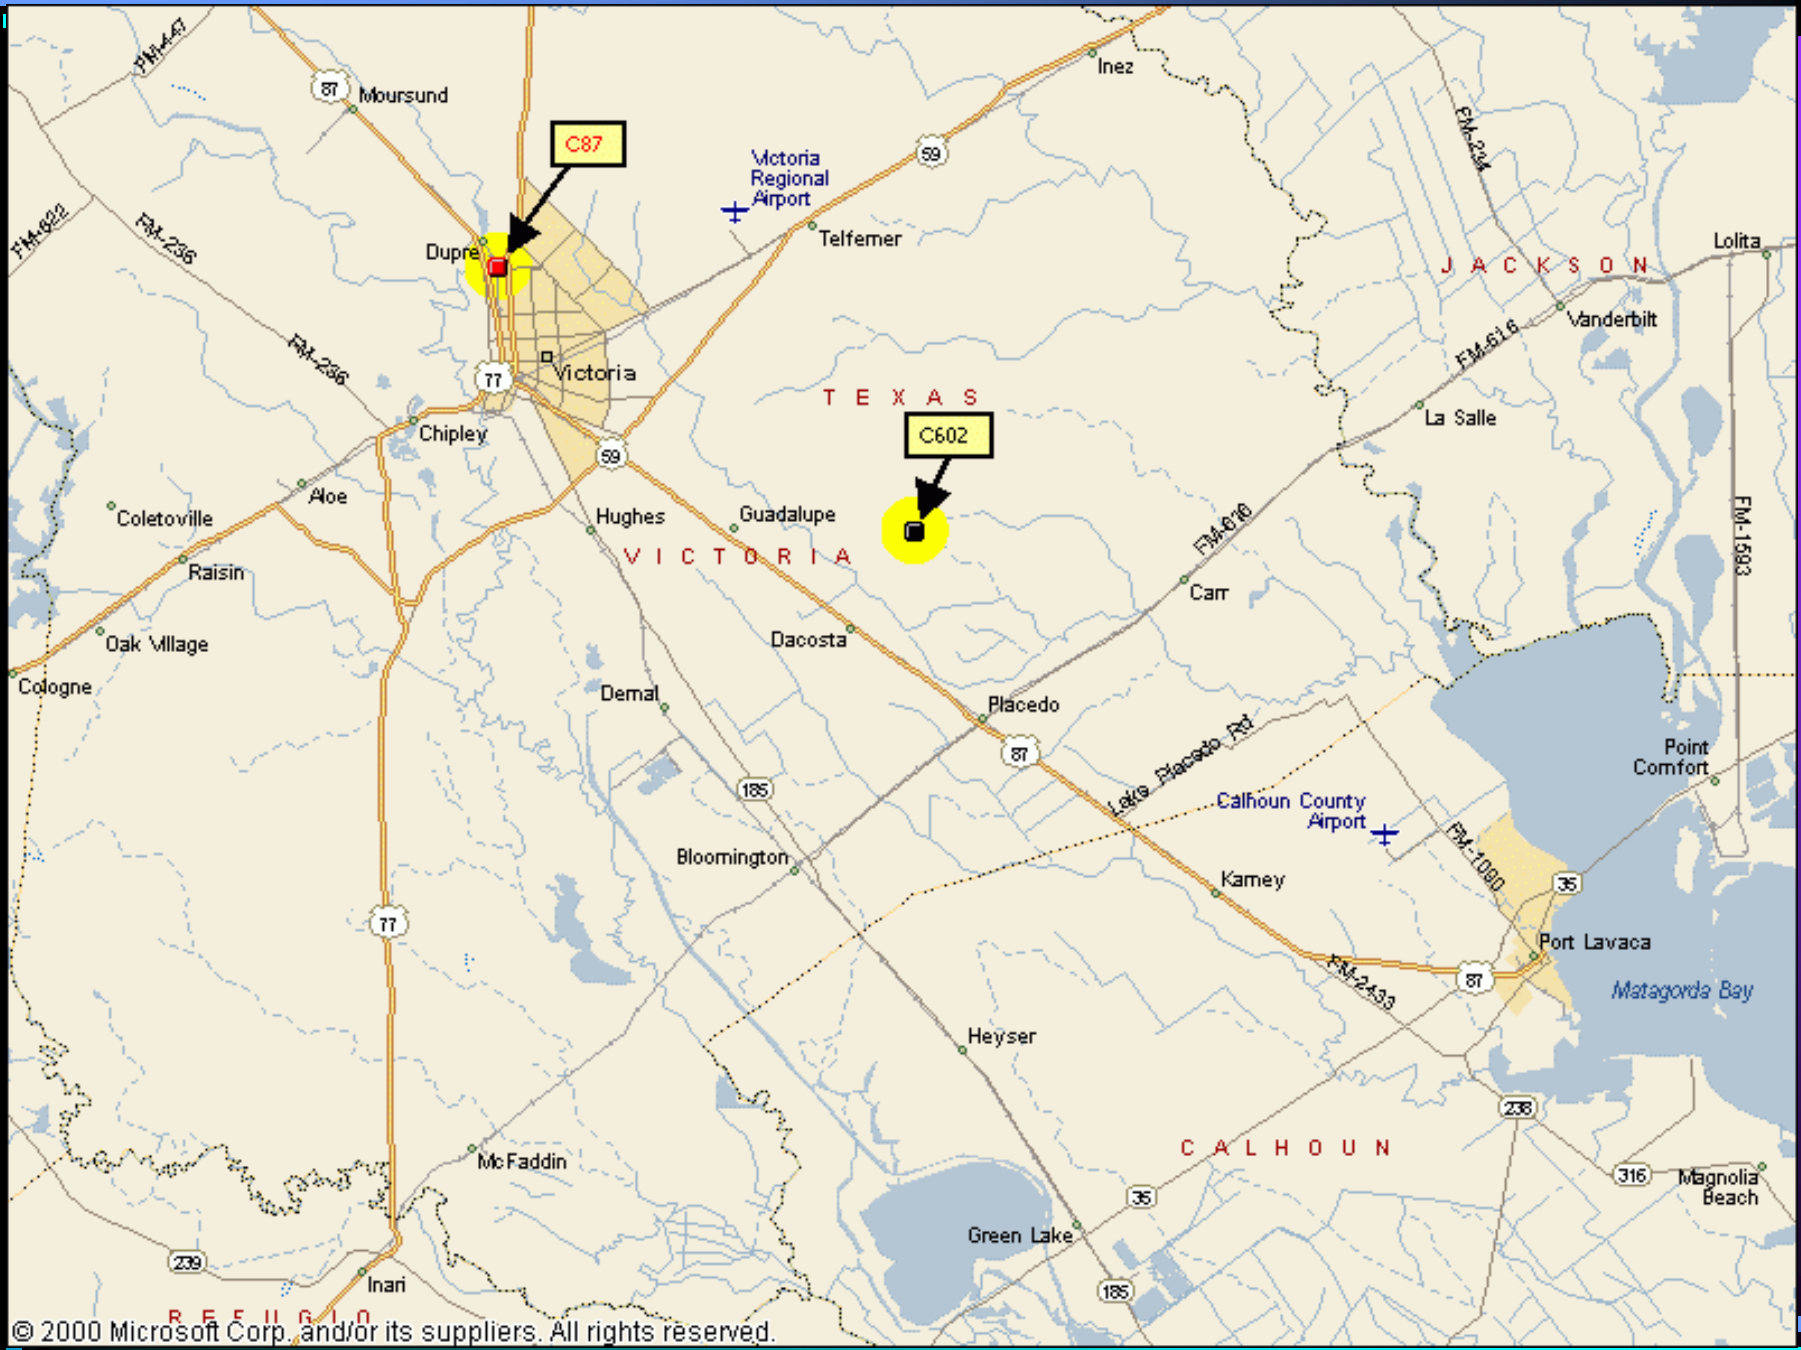 FM-447
87
Moursund
Inez
C87
Victoria
Regional
Airport
59
FM-234
FM-622
FM-236
Dupre
Telferner
Lolita
JACKSON
Vanderbilt
FM-616
FM-236
77
Victoria
TEXAS
Chipley
C602
La Salle
59
Aloe
Coletoville
Hughes
Guadalupe
FM-616
FM-1593
VICTORIA
Raisin
Carr
Oak Village
Dacosta
Cologne
Dernal
Placedo
87
Lake Placedo Rd
Point
Comfort
185
Calhoun County
Airport
Bloomington
FM-1090
Kamey
35
77
Port Lavaca
FM-2433
87
Matagorda Bay
Heyser
238
CALHOUN
McFaddin
316
Magnolia
Beach
35
Green Lake
239
Inari
185
REFUGIO
© 2000 Microsoft Corp. and/or its suppliers. All rights reserved.